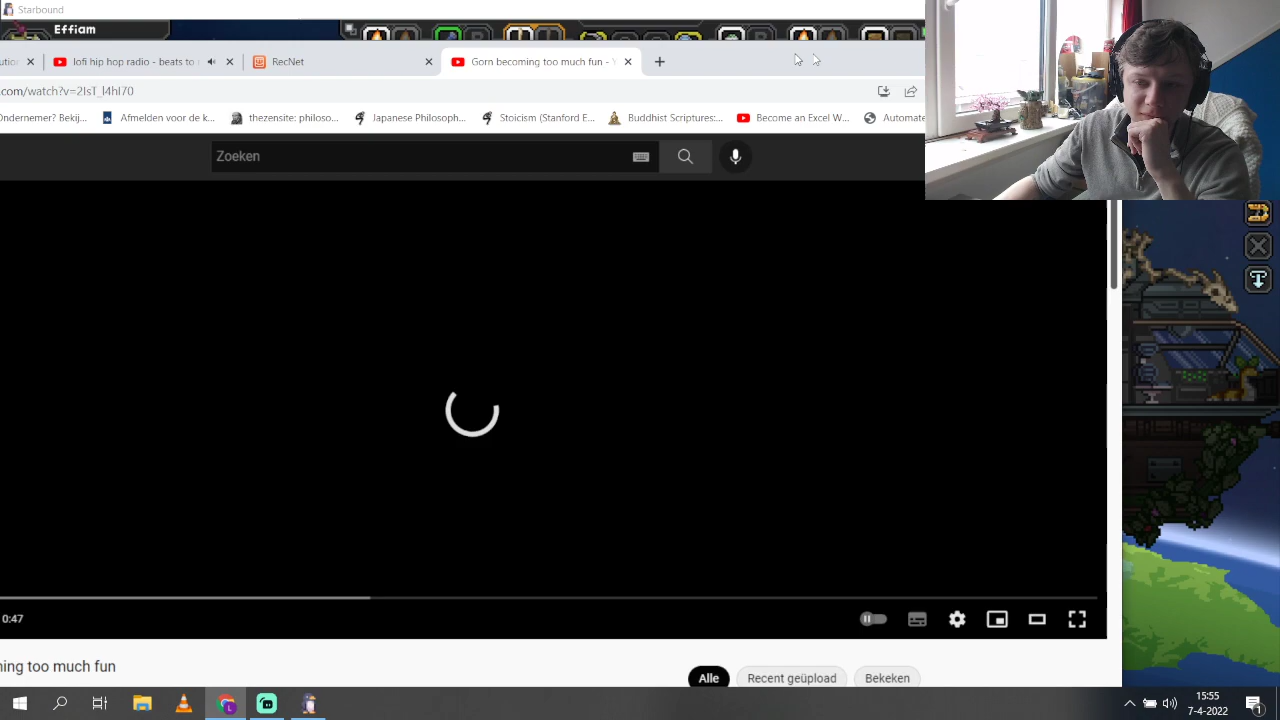 Starbound
Effiam
lofi hip hop radio - beats to
RecNet
Gorn becoming too much fun -
.com/watch?v=2IsT_l4hI70
Ondernemer? Bekij...
Afmelden voor de k...
thezensite: philoso...
Japanese Philosoph...
Stoicism (Stanford E...
Buddhist Scriptures:...
Become an Excel W...
Automate
Zoeken
0:47
ning too much fun
Alle
Recent geüpload
Bekeken
15:55
7-4-2022
1